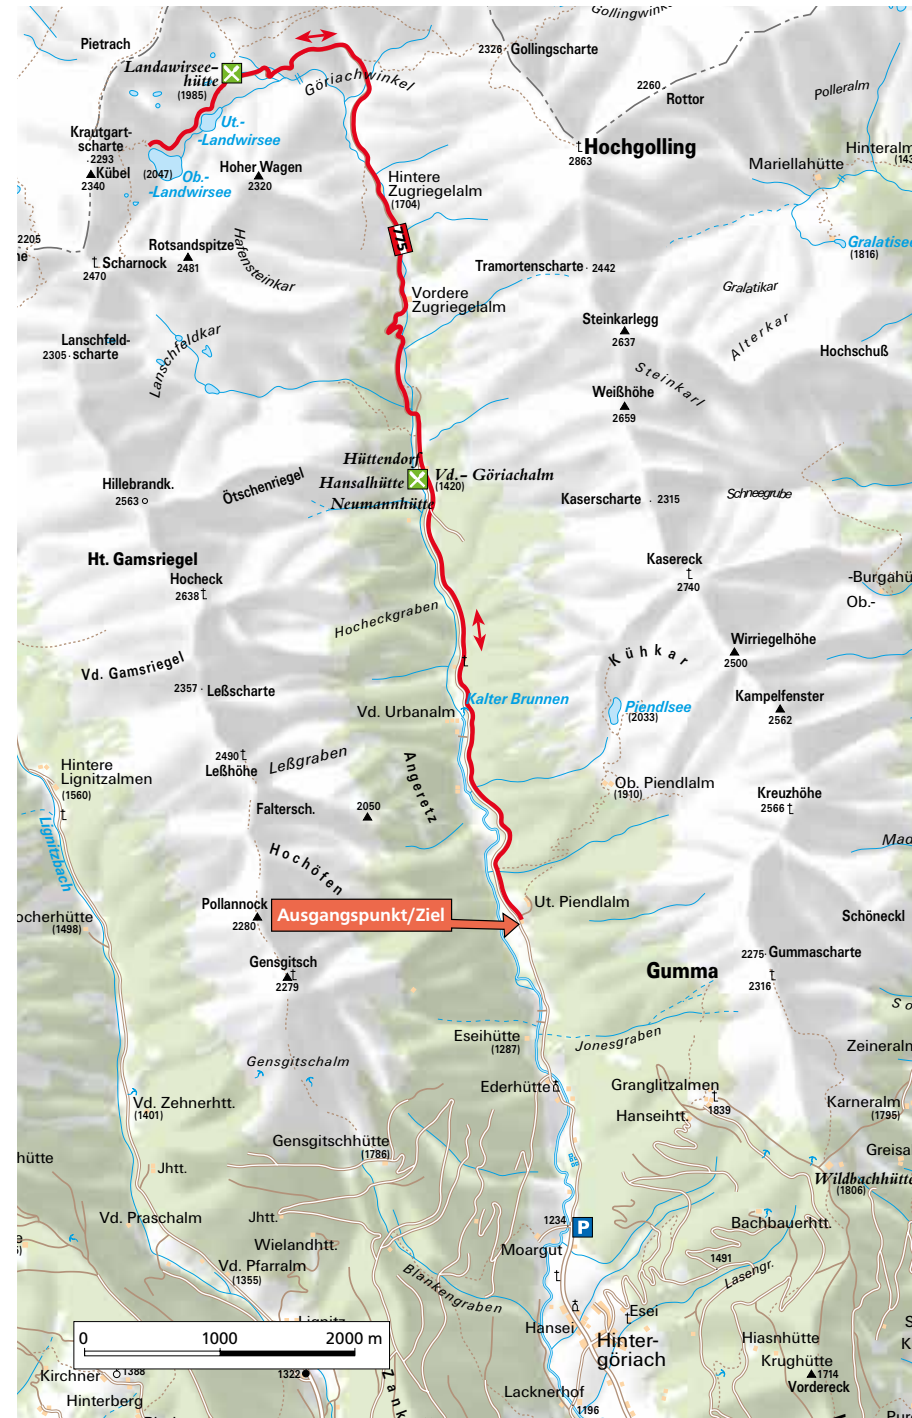 Gollingwinkel
Pietrach
2326 Gollingscharte
Landawirsee-
hütte
(1985)
Göriachwinkel
2260
Rottor
Polleralm
Ut.-
-Landwirsee
Krautgart-
scharte
2293
Kübel
2340
(2047)
Ob.-
-Landwirsee
Hoher Wagen
2320
Hochgolling
2863
Mariellahütte
Hinteralm
Hintere
Zugriegelalm
(1704)
775
2205
Rotsandspitze
2481
Hafensteinkar
Scharnock
2470
Gralatisee
(1816)
Tramortenscharte 2442
Gralatikar
Vordere
Zugriegelalm
Steinkarlegg
2637
Alterkar
Lanschfeld-
2305 scharte
Lanschfeldkar
Hochschuß
Steinkarl
Weißhöhe
2659
Hüttendorf
Hansalhütte
Neumannhütte
Vd.- Göriachalm
(1420)
Hillebrandk.
2563
Ötschenriegel
Kaserscharte 2315
Schneegrube
Ht. Gamsriegel
Hocheck
2638
Kasereck
2740
-Burgahü
Ob.-
Hocheckgraben
Kühkar
Wirriegelhöhe
2500
Vd. Gamsriegel
2357 Leßscharte
Kampelfenster
2562
Kalter Brunnen
Vd. Urbanalm
Piendlsee
(2033)
2490
Leßhöhe
Leßgraben
Angeretz
Hintere
Lignitzalmen
(1560)
Ob. Piendlalm
(1910)
Kreuzhöhe
2566
Faltersch.
2050
Lignitzbach
Mad
Hochöfen
Pollannock
2280
Ausgangspunkt/Ziel
Ut. Piendlalm
ocherhütte
(1498)
Schöneckl
Gensgitsch
2279
Gumma
2275 Gummascharte
2316
Eseihütte
(1287)
Jonesgraben
So
Zeineraln
Gensgitschalm
Ederhütte
Granglitzalmen
1839
Hanseihtt.
Karneralm
(1795)
Vd. Zehnerhtt.
(1401)
Gensgitschhütte
(1786)
Greisa
hütte
Jhtt.
Wildbachhütte
(1806)
Vd. Praschalm
Jhtt.
1234
P
Bachbauerhtt.
Wielandhtt.
Vd. Pfarralm
(1355)
Moargut
1491
Lasengr.
Blankengraben
Lignitz
Hansei
Esei
Hinter-
göriach
0 1000 2000 m
Hiasnhütte
Kirchner 1388
1322
Krughütte
1714
Vordereck
Hinterberg
Zank
Lacknerhof
1196